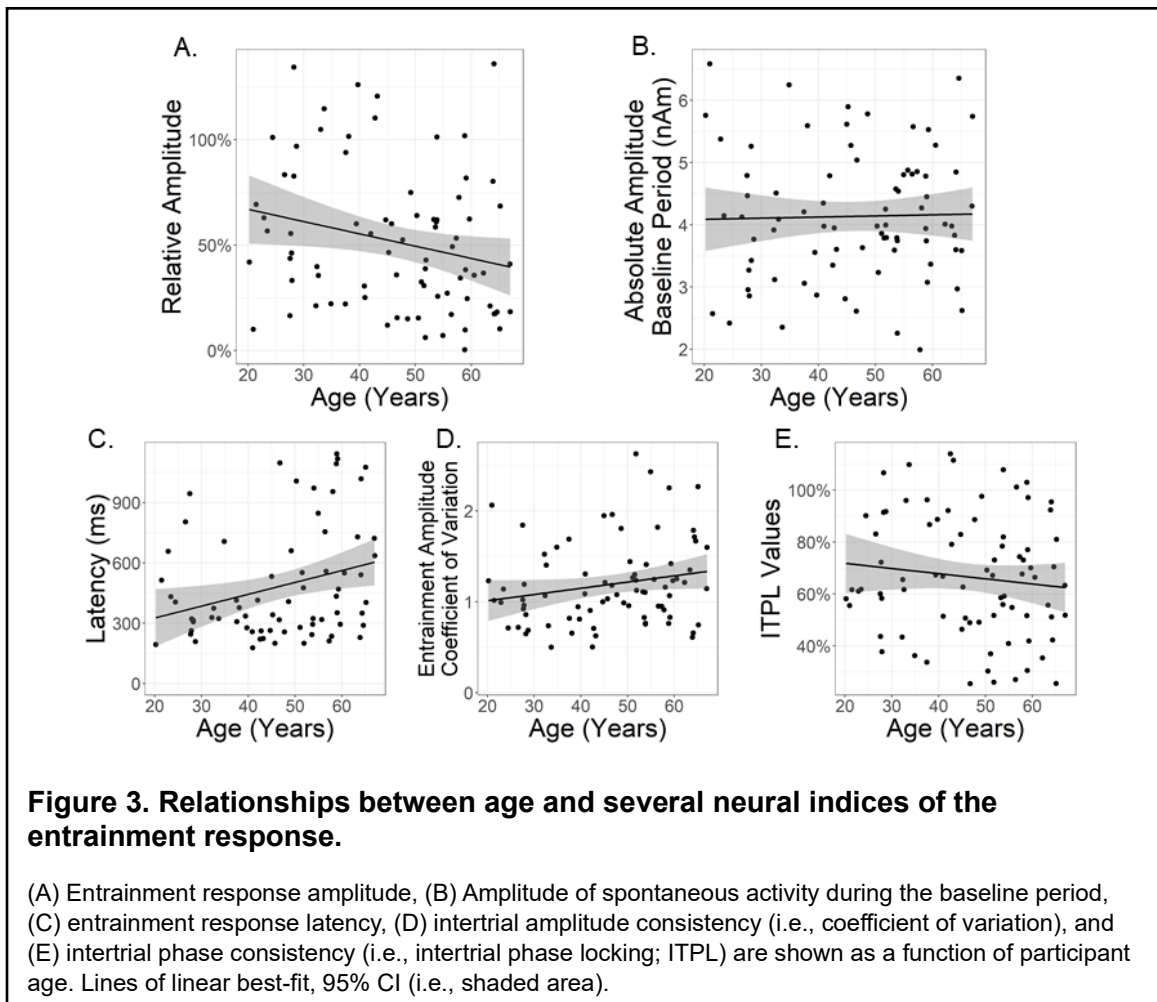 A.
Relative Amplitude
100%
50%
0%
20 30 40 50 60
Age (Years)
B.
Absolute Amplitude
Baseline Period (nAm)
6
5
4
3
2
20 30 40 50 60
Age (Years)
C.
Latency (ms)
900
600
300
0
20 30 40 50 60
Age (Years)
D.
Entrainment Amplitude
Coefficient of Variation
2
1
0
20 30 40 50 60
Age (Years)
E.
ITPL Values
100%
80%
60%
40%
20 30 40 50 60
Age (Years)
Figure 3. Relationships between age and several neural indices of the
entrainment response.
(A) Entrainment response amplitude, (B) Amplitude of spontaneous activity during the baseline period,
(C) entrainment response latency, (D) intertrial amplitude consistency (i.e., coefficient of variation), and
(E) intertrial phase consistency (i.e., intertrial phase locking; ITPL) are shown as a function of participant
age. Lines of linear best-fit, 95% CI (i.e., shaded area).